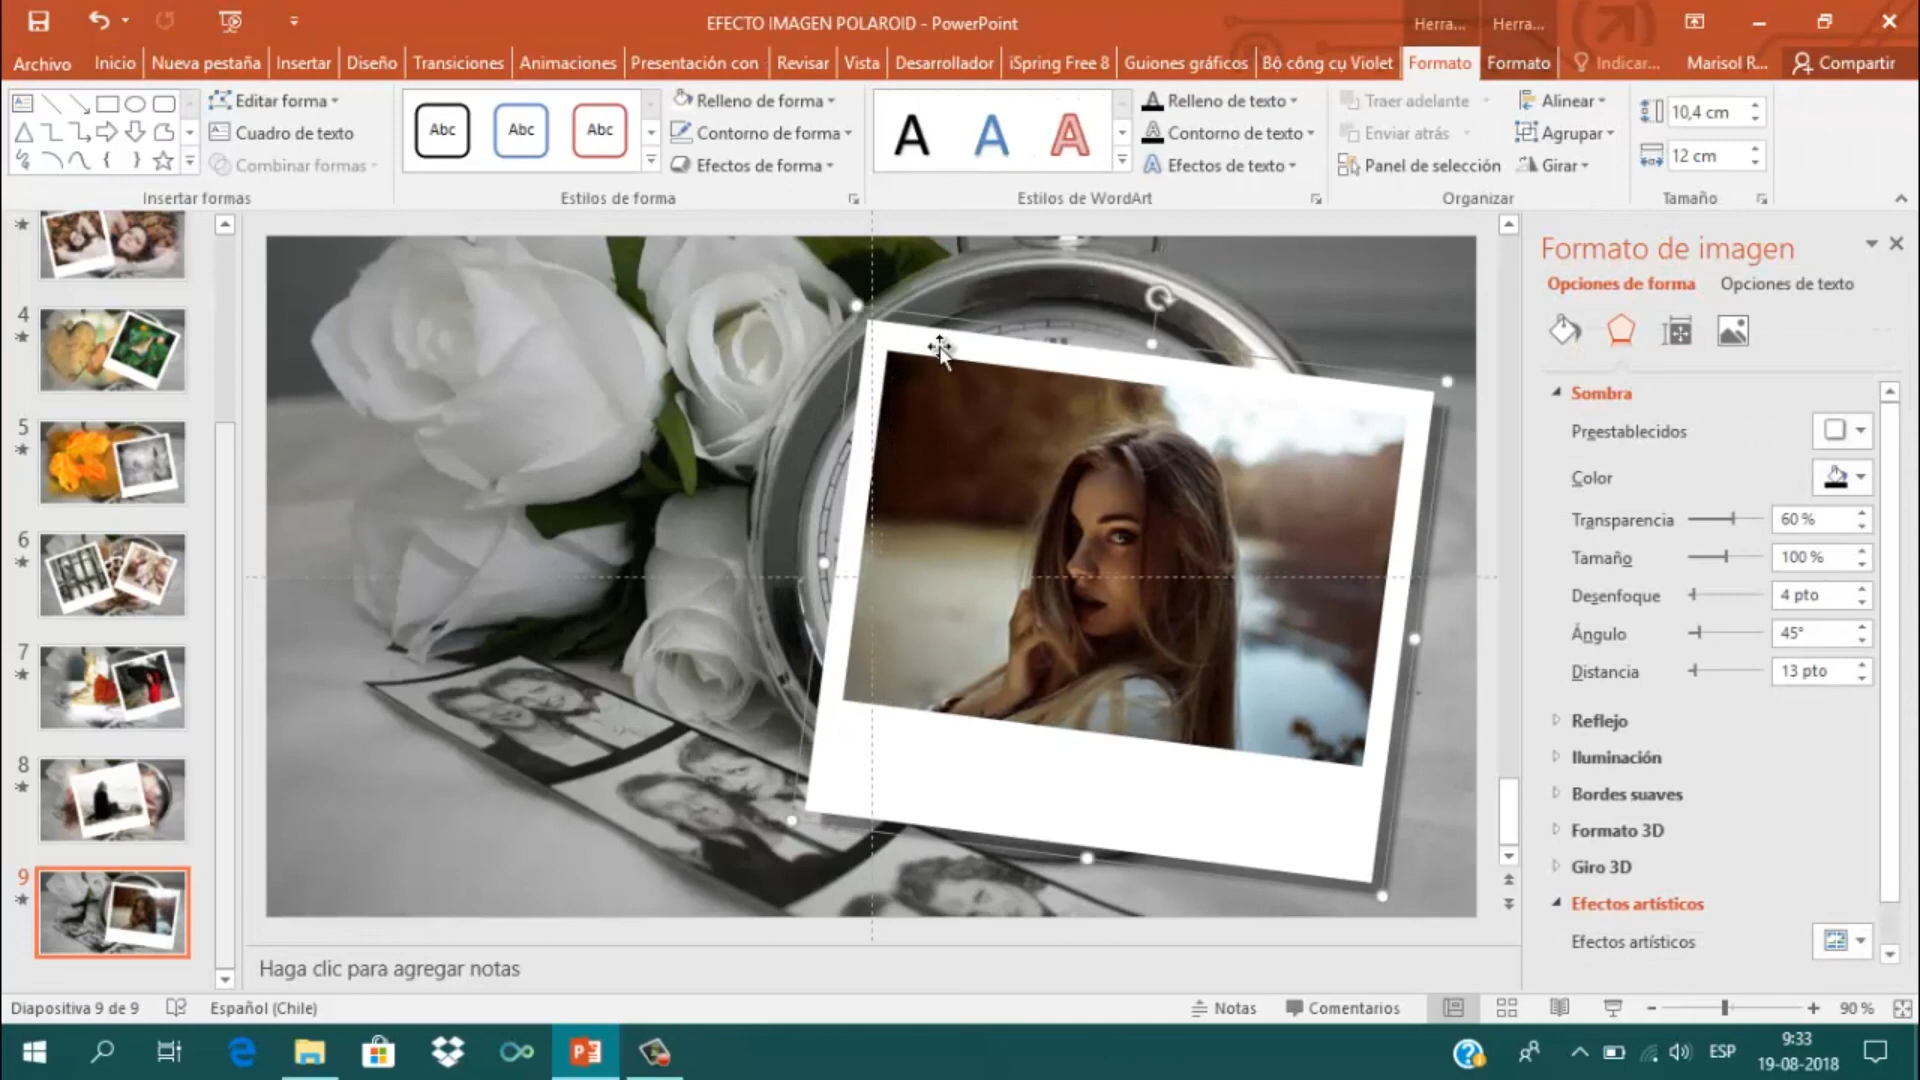 EFECTO IMAGEN POLAROID - PowerPoint
Herra... Herra...
Archivo Inicio Nueva pestaña Insertar Diseño Transiciones Animaciones Presentación con Revisar Vista Desarrollador iSpring Free 8 Guiones gráficos Bộ công cụ Violet Formato Formato Indicar... Marisol R... Compartir
Editar forma
Cuadro de texto
Combinar formas
Insertar formas
Abc Abc Abc
Relleno de forma
Contorno de forma
Efectos de forma
Estilos de forma
A A A
Relleno de texto
Contorno de texto
Efectos de texto
Estilos de WordArt
Traer adelante
Enviar atrás
Panel de selección
Alinear
Agrupar
Girar
Organizar
10,4 cm
12 cm
Tamaño
4
5
6
7
8
9
Formato de imagen
Opciones de forma Opciones de texto
Sombra
Preestablecidos
Color
Transparencia 60 %
Tamaño 100 %
Desenfoque 4 pto
Ángulo 45°
Distancia 13 pto
Reflejo
Iluminación
Bordes suaves
Formato 3D
Giro 3D
Efectos artísticos
Efectos artísticos
Haga clic para agregar notas
Diapositiva 9 de 9 Español (Chile) Notas Comentarios 90 %
ESP
9:33
19-08-2018